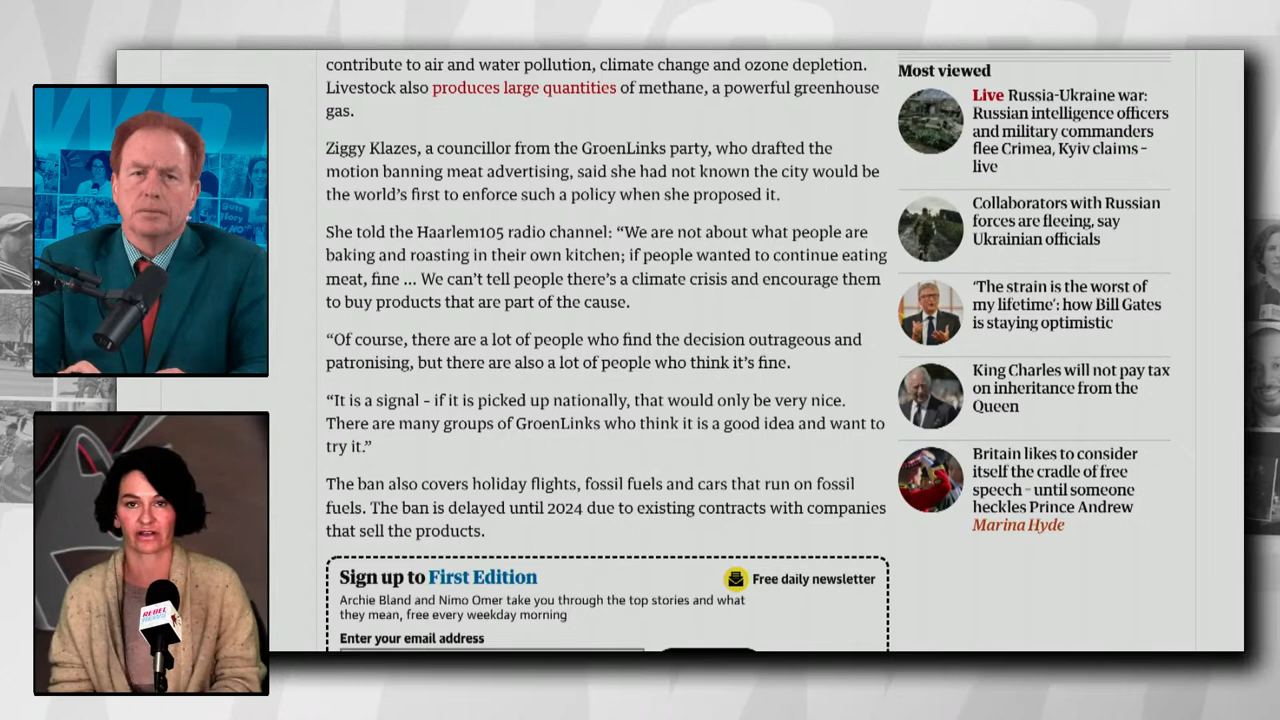 contribute to air and water pollution, climate change and ozone depletion.
Livestock also produces large quantities of methane, a powerful greenhouse
gas.
Ziggy Klazes, a councillor from the GroenLinks party, who drafted the
motion banning meat advertising, said she had not known the city would be
the world's first to enforce such a policy when she proposed it.
She told the Haarlem105 radio channel: “We are not about what people are
baking and roasting in their own kitchen; if people wanted to continue eating
meat, fine ... We can’t tell people there’s a climate crisis and encourage them
to buy products that are part of the cause.
“Of course, there are a lot of people who find the decision outrageous and
patronising, but there are also a lot of people who think it’s fine.
“It is a signal – if it is picked up nationally, that would only be very nice.
There are many groups of GroenLinks who think it is a good idea and want to
try it.”
The ban also covers holiday flights, fossil fuels and cars that run on fossil
fuels. The ban is delayed until 2024 due to existing contracts with companies
that sell the products.
Sign up to First Edition
Free daily newsletter
Archie Bland and Nimo Omer take you through the top stories and what
they mean, free every weekday morning
Enter your email address
Most viewed
Live Russia-Ukraine war:
Russian intelligence officers
and military commanders
flee Crimea, Kyiv claims –
live
Collaborators with Russian
forces are fleeing, say
Ukrainian officials
‘The strain is the worst of
my lifetime’: how Bill Gates
is staying optimistic
King Charles will not pay tax
on inheritance from the
Queen
Britain likes to consider
itself the cradle of free
speech – until someone
heckles Prince Andrew
Marina Hyde
REBEL
NEWS